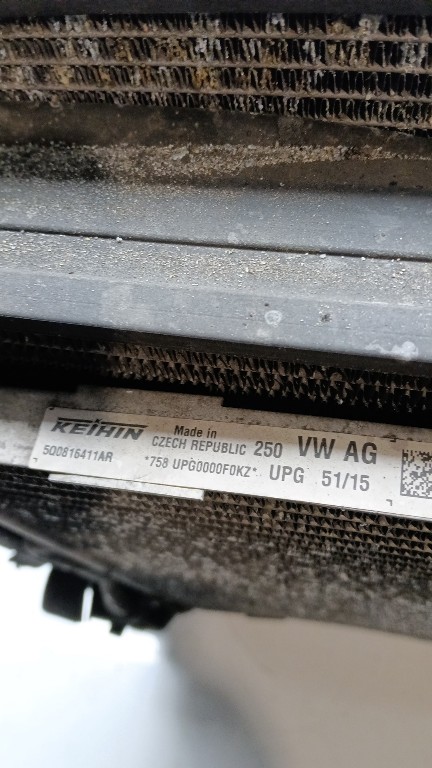 KEIHIN Made in CZECH REPUBLIC 250 VW AG
5Q0816411AR *758 UPG0000F0KZ* UPG 51/15